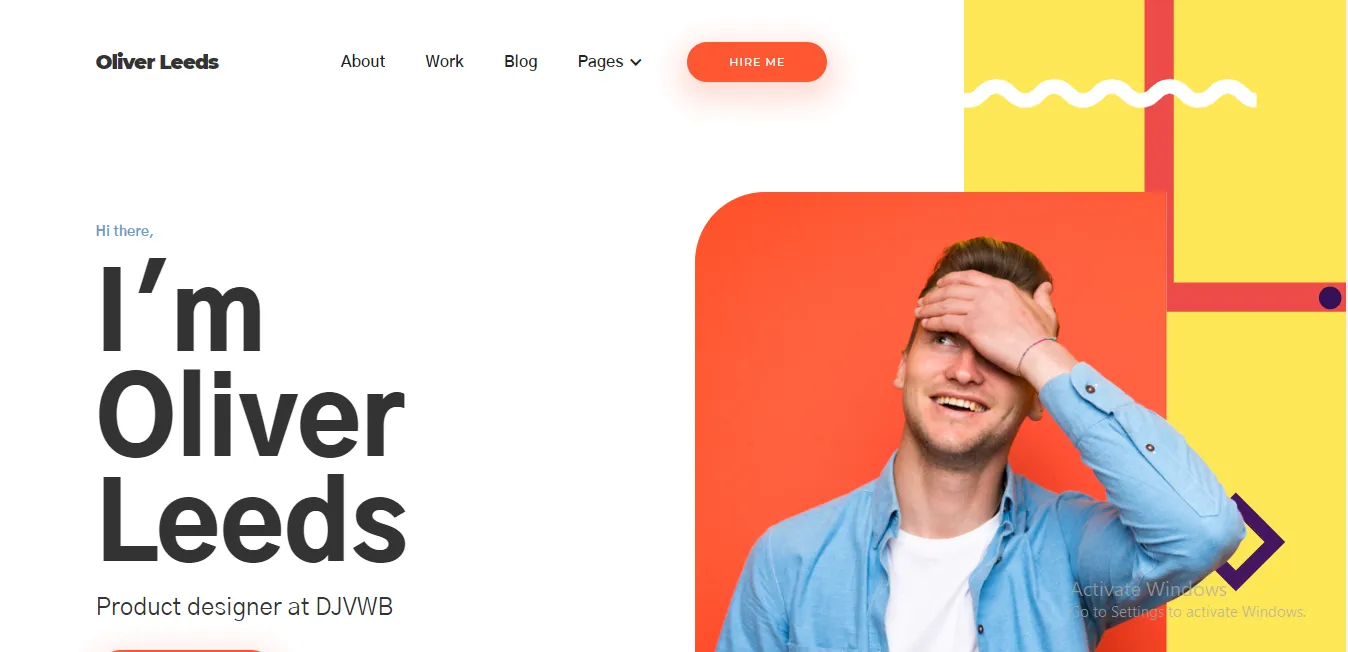 Oliver Leeds
About
Work
Blog
Pages
HIRE ME
Hi there,
I'm
Oliver
Leeds
Product designer at DJVWB
Activate Windows
Go to Settings to activate Windows.